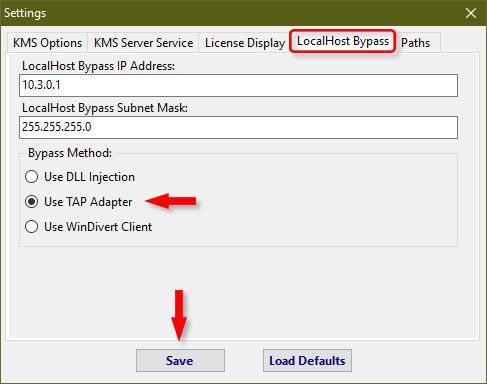 Settings
KMS Options KMS Server Service License Display LocalHost Bypass Paths
LocalHost Bypass IP Address:
10.3.0.1
LocalHost Bypass Subnet Mask:
255.255.255.0
Bypass Method:
Use DLL Injection
Use TAP Adapter
Use WinDivert Client
Save Load Defaults